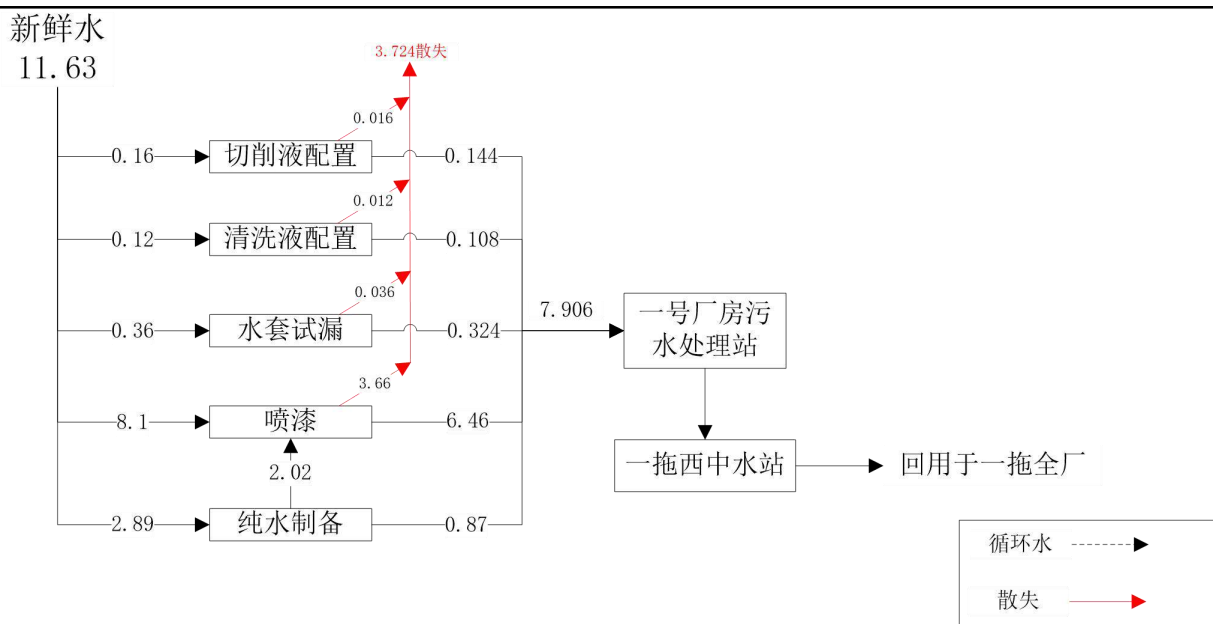 新鲜水
11.63
3.724散失
0.016
0.16
切削液配置
0.144
0.012
0.12
清洗液配置
0.108
0.036
0.36
水套试漏
0.324
7.906
一号厂房污
水处理站
3.66
8.1
喷漆
6.46
2.02
一拖西中水站
回用于一拖全厂
2.89
纯水制备
0.87
循环水
散失